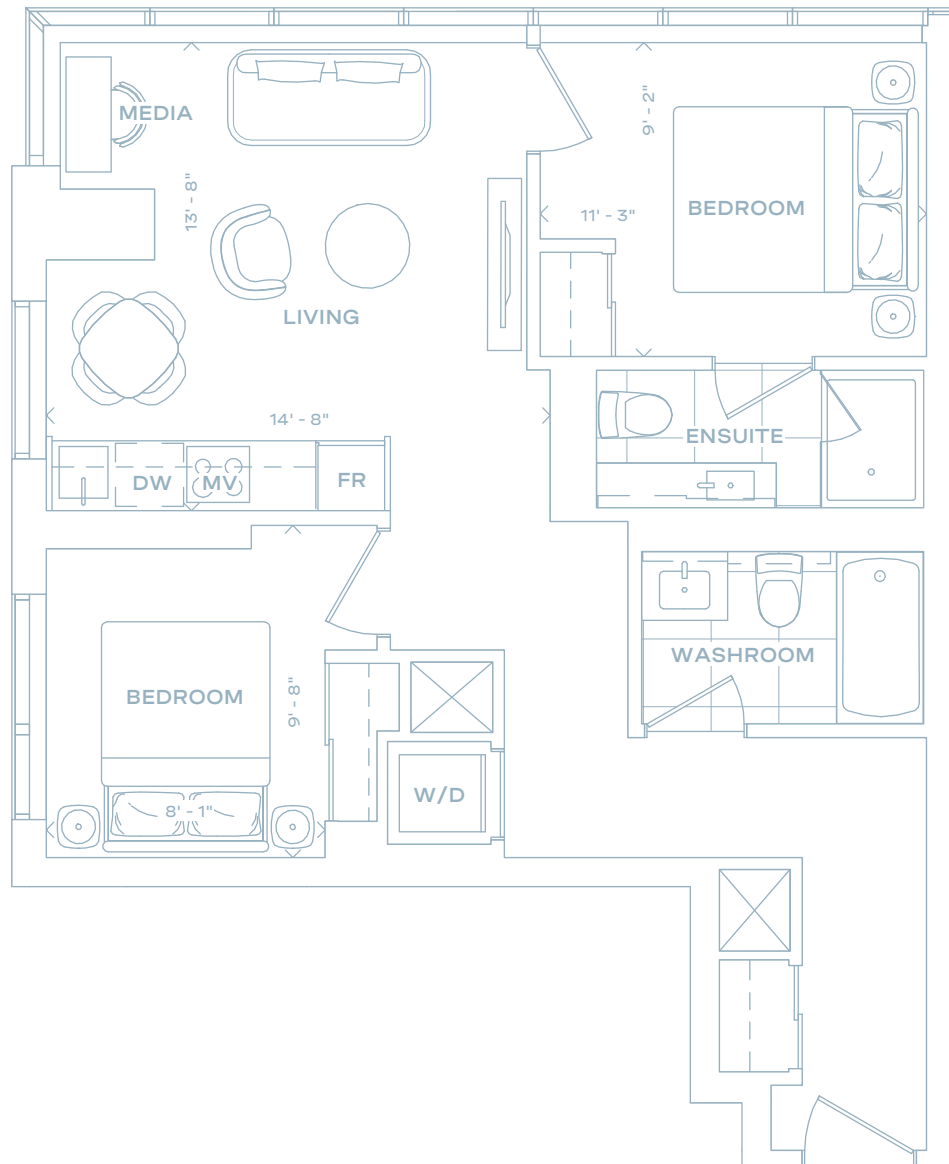 MEDIA
9' - 2"
13' - 8"
BEDROOM
11' - 3"
LIVING
14' - 8"
ENSUITE
DW
MV
FR
WASHROOM
BEDROOM
9' - 8"
W/D
8' - 1"